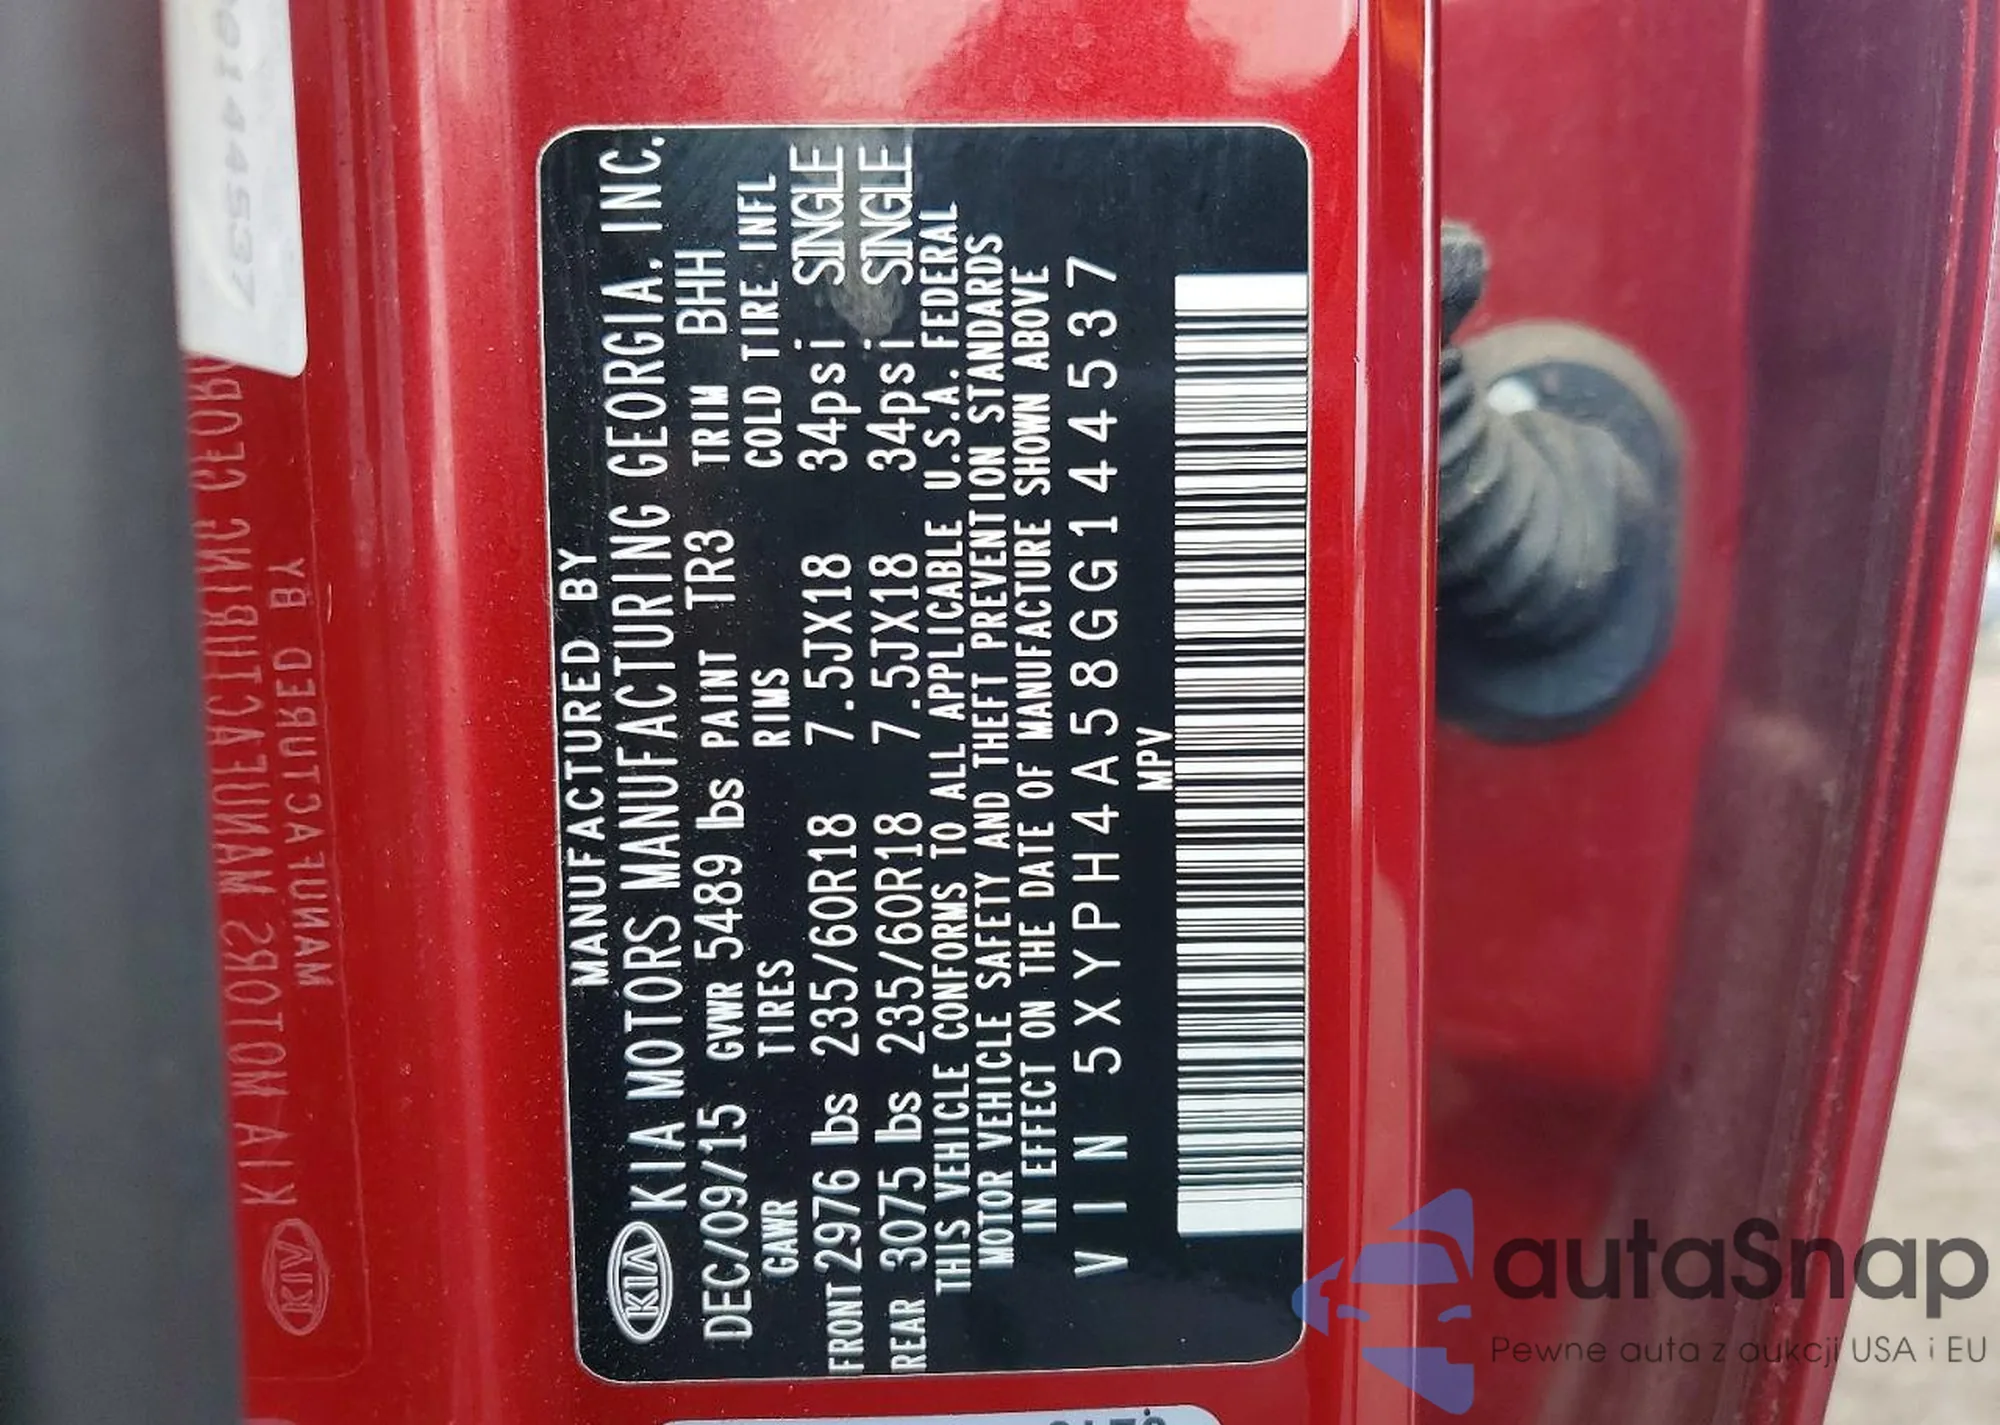 MANUFACTURED BY
KIA KIA MOTORS MANUFACTURING GEORGIA. INC.
DEC/09/15 GVWR 5489 lbs PAINT TR3 TRIM BHH
GAWR TIRES RIMS COLD TIRE INFL
FRONT 2976 lbs 235/60R18 7.5JX18 34psi SINGLE
REAR 3075 lbs 235/60R18 7.5JX18 34psi SINGLE
THIS VEHICLE CONFORMS TO ALL APPLICABLE U.S.A. FEDERAL
MOTOR VEHICLE SAFETY AND THEFT PREVENTION STANDARDS
IN EFFECT ON THE DATE OF MANUFACTURE SHOWN ABOVE
VIN 5XYPH4A58GG144537
MPV
autaSnap
Pewne auta z aukcji USA i EU